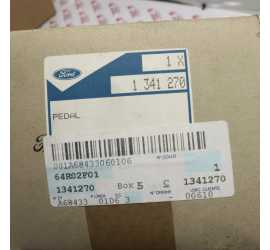 1 X
Ford
1 341 270
PEDAL
001A68433060106
64R02F01 1
1341270 BOX 5 C 1341270
A68433 0106 3 00610